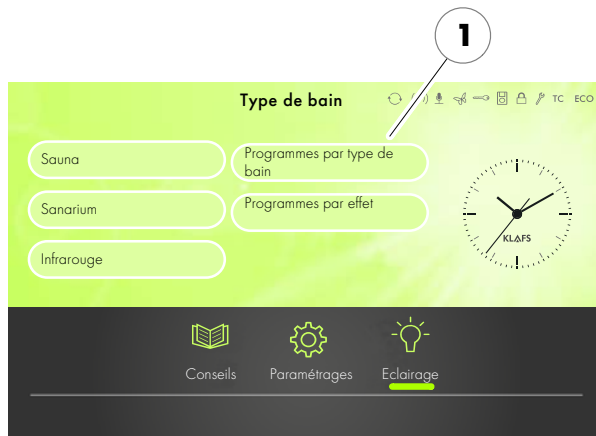 1
Type de bain
TC ECO
Sauna
Programmes par type de
bain
Sanarium
Programmes par effet
Infrarouge
KLAFS
Conseils
Paramétrages
Eclairage